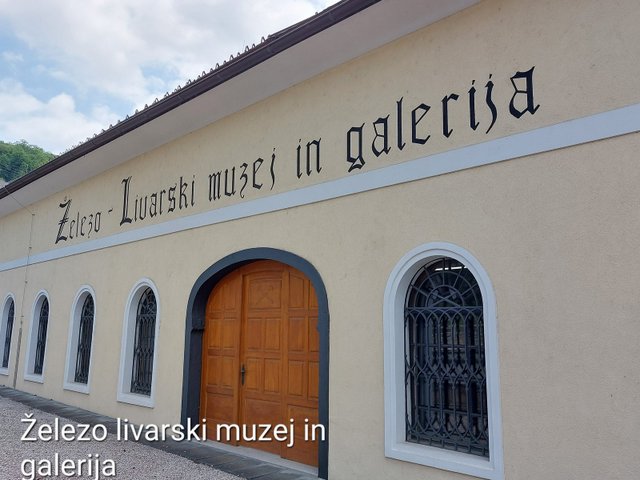 Železo - Livarski muzej in galerija
Železo livarski muzej in
galerija